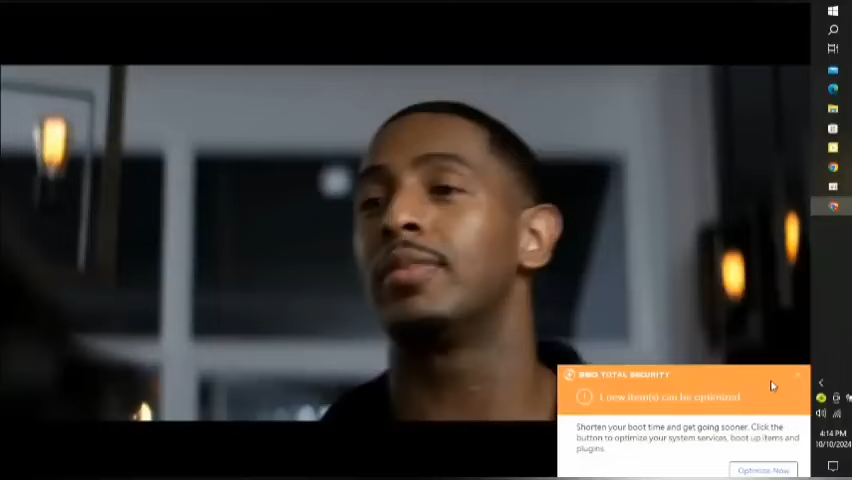 360 TOTAL SECURITY
1 new item(s) can be optimized
Shorten your boot time and get going sooner. Click the
button to optimize your system services, boot up items and
plugins.
Optimize Now
4:14 PM
10/10/2024